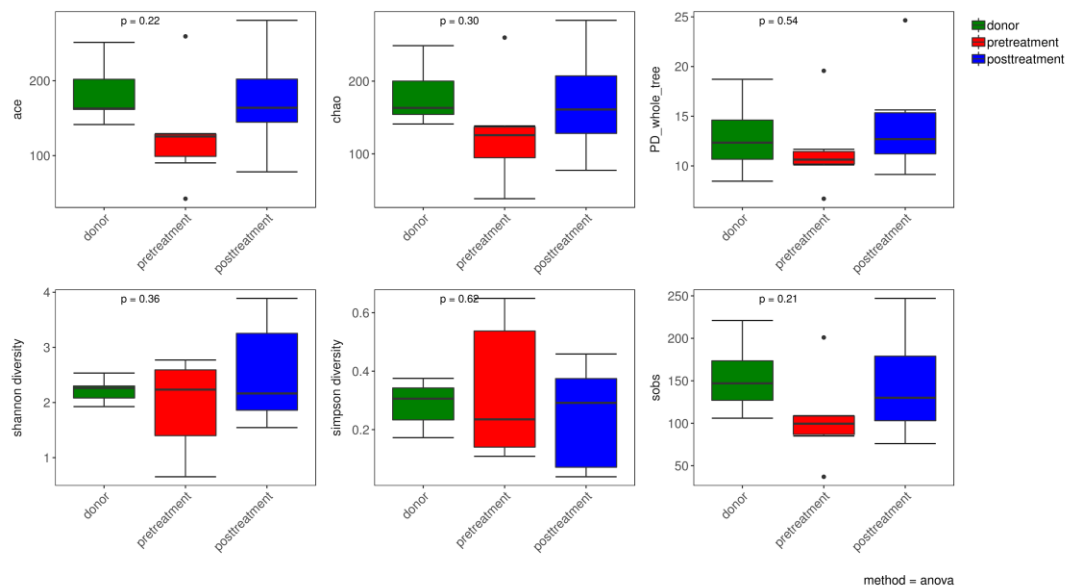 p = 0.22
ace
200
100
donor
pretreatment
posttreatment
p = 0.30
chao
200
100
donor
pretreatment
posttreatment
p = 0.54
PD_whole_tree
25
20
15
10
donor
pretreatment
posttreatment
donor
pretreatment
posttreatment
p = 0.36
shannon diversity
4
3
2
1
donor
pretreatment
posttreatment
p = 0.62
simpson diversity
0.6
0.4
0.2
donor
pretreatment
posttreatment
p = 0.21
sobs
250
200
150
100
50
donor
pretreatment
posttreatment
method = anova